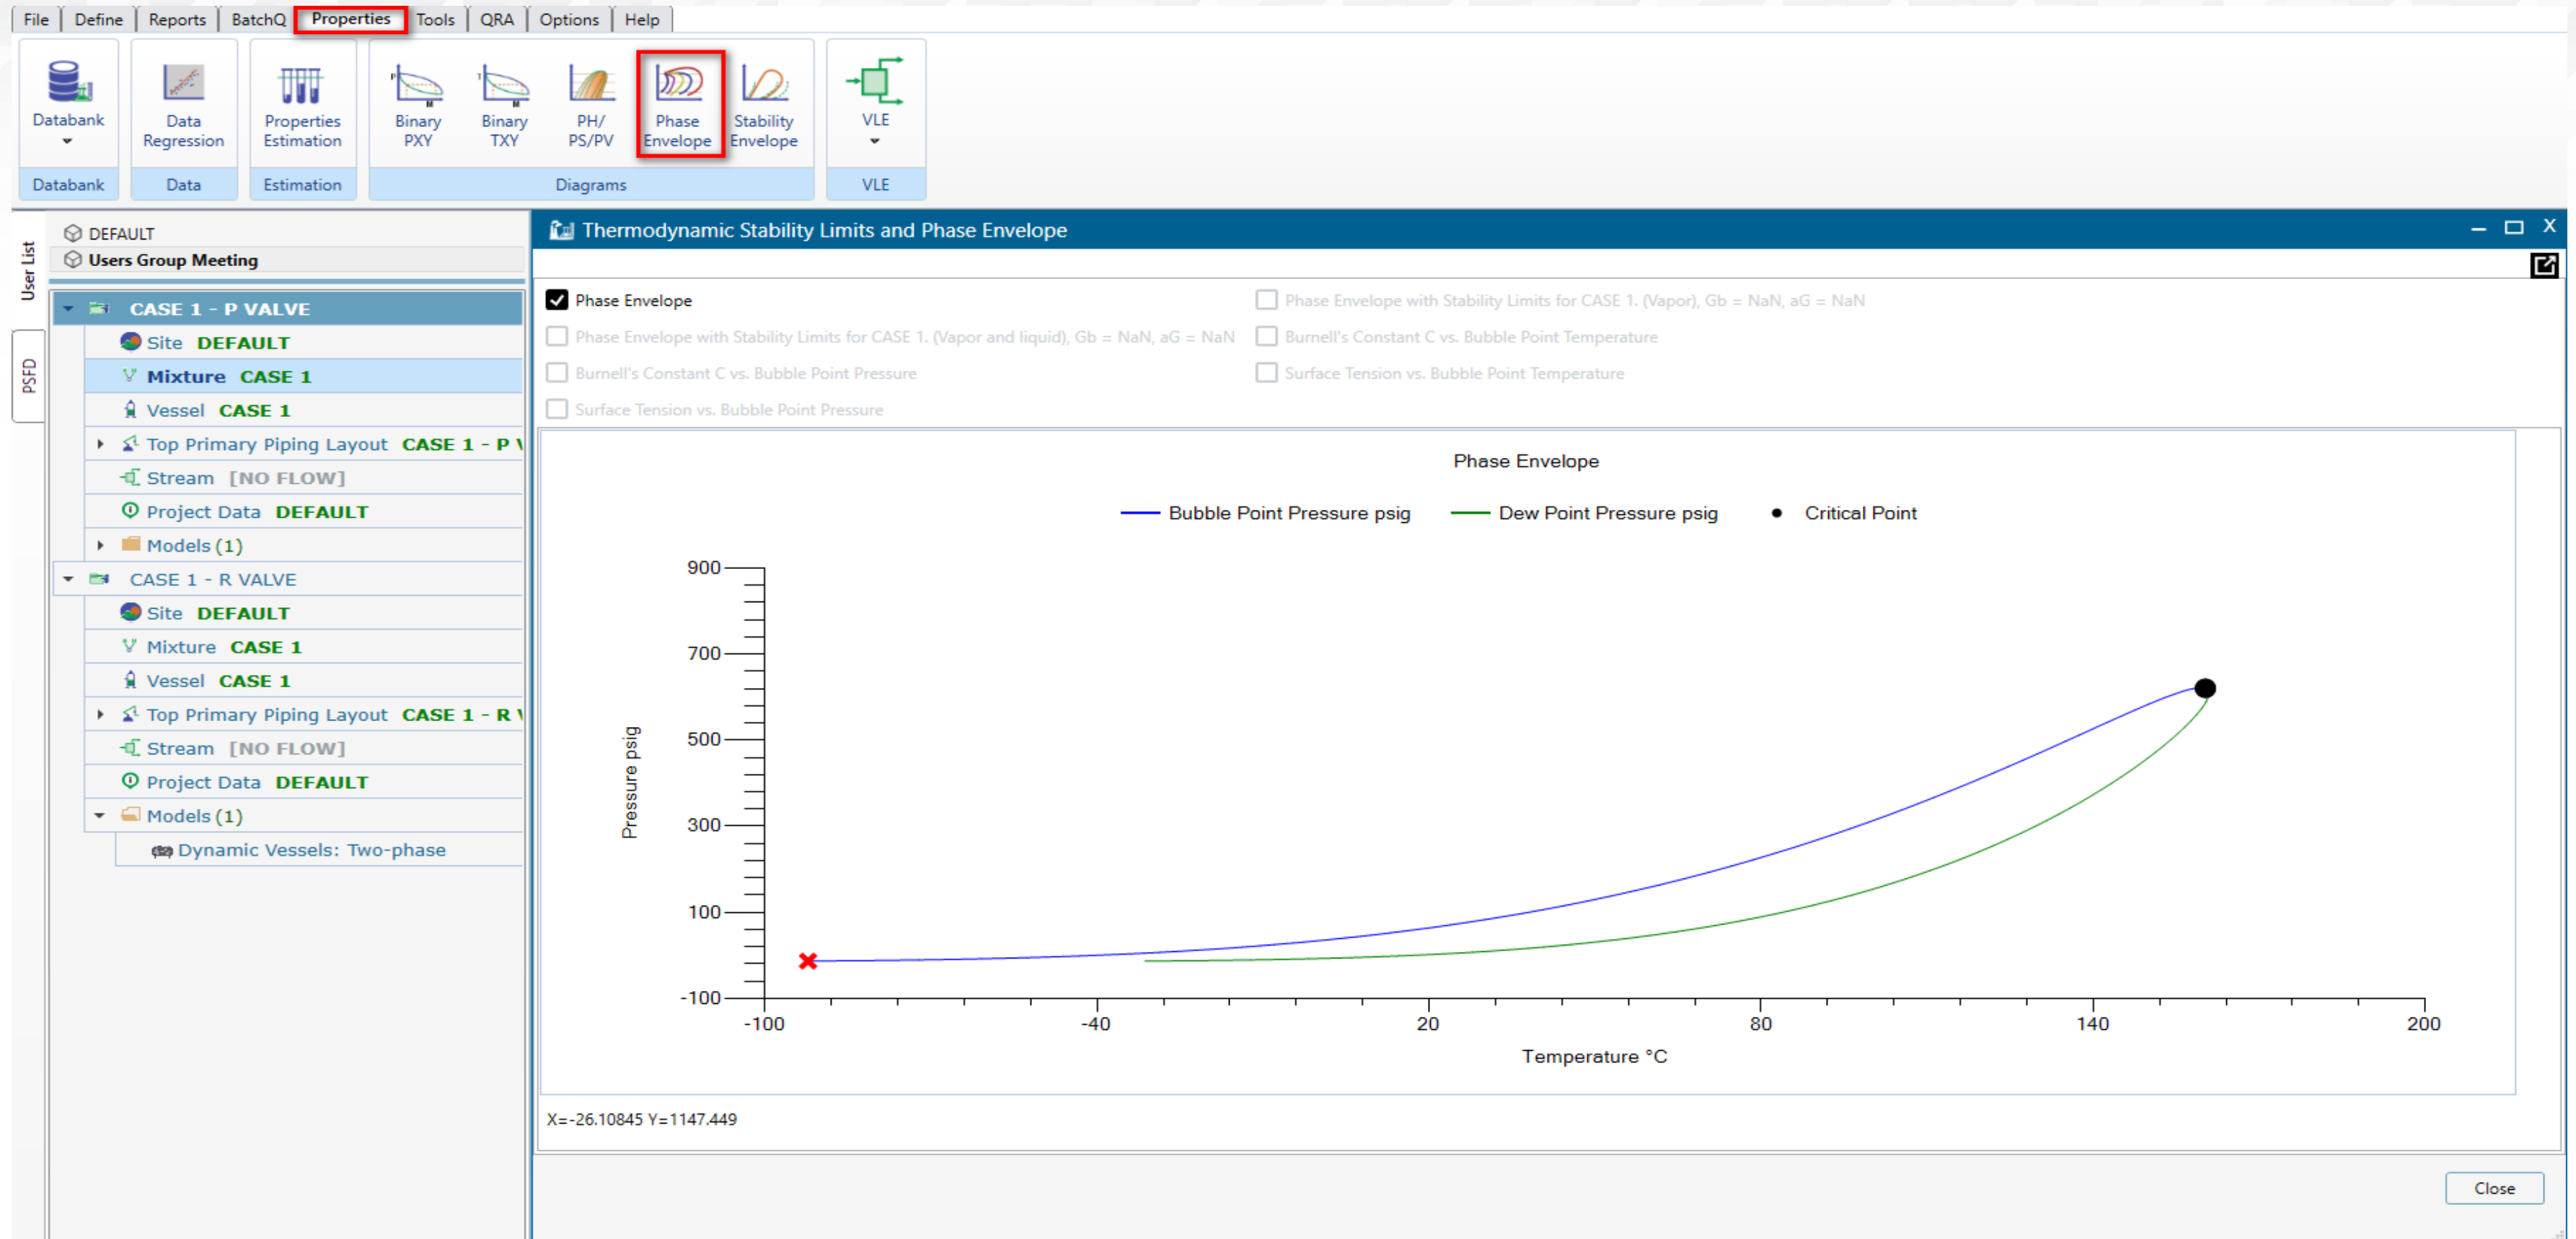 File Define Reports BatchQ Properties Tools QRA Options Help
Databank
Data Regression
Properties Estimation
Binary PXY
Binary TXY
PH/ PS/PV
Phase Envelope
Stability Envelope
VLE
Databank Data Estimation Diagrams VLE
User List
PSFD
DEFAULT
Users Group Meeting
CASE 1 - P VALVE
Site DEFAULT
Mixture CASE 1
Vessel CASE 1
Top Primary Piping Layout CASE 1 - P V
Stream [NO FLOW]
Project Data DEFAULT
Models (1)
CASE 1 - R VALVE
Site DEFAULT
Mixture CASE 1
Vessel CASE 1
Top Primary Piping Layout CASE 1 - R V
Stream [NO FLOW]
Project Data DEFAULT
Models (1)
Dynamic Vessels: Two-phase
Thermodynamic Stability Limits and Phase Envelope
Phase Envelope
Phase Envelope with Stability Limits for CASE 1. (Vapor), Gb = NaN, aG = NaN
Phase Envelope with Stability Limits for CASE 1. (Vapor and liquid), Gb = NaN, aG = NaN
Burnell's Constant C vs. Bubble Point Temperature
Burnell's Constant C vs. Bubble Point Pressure
Surface Tension vs. Bubble Point Temperature
Surface Tension vs. Bubble Point Pressure
Phase Envelope
Bubble Point Pressure psig Dew Point Pressure psig Critical Point
Pressure psig
900
700
500
300
100
-100
-100 -40 20 80 140 200
Temperature °C
X=-26.10845 Y=1147.449
Close